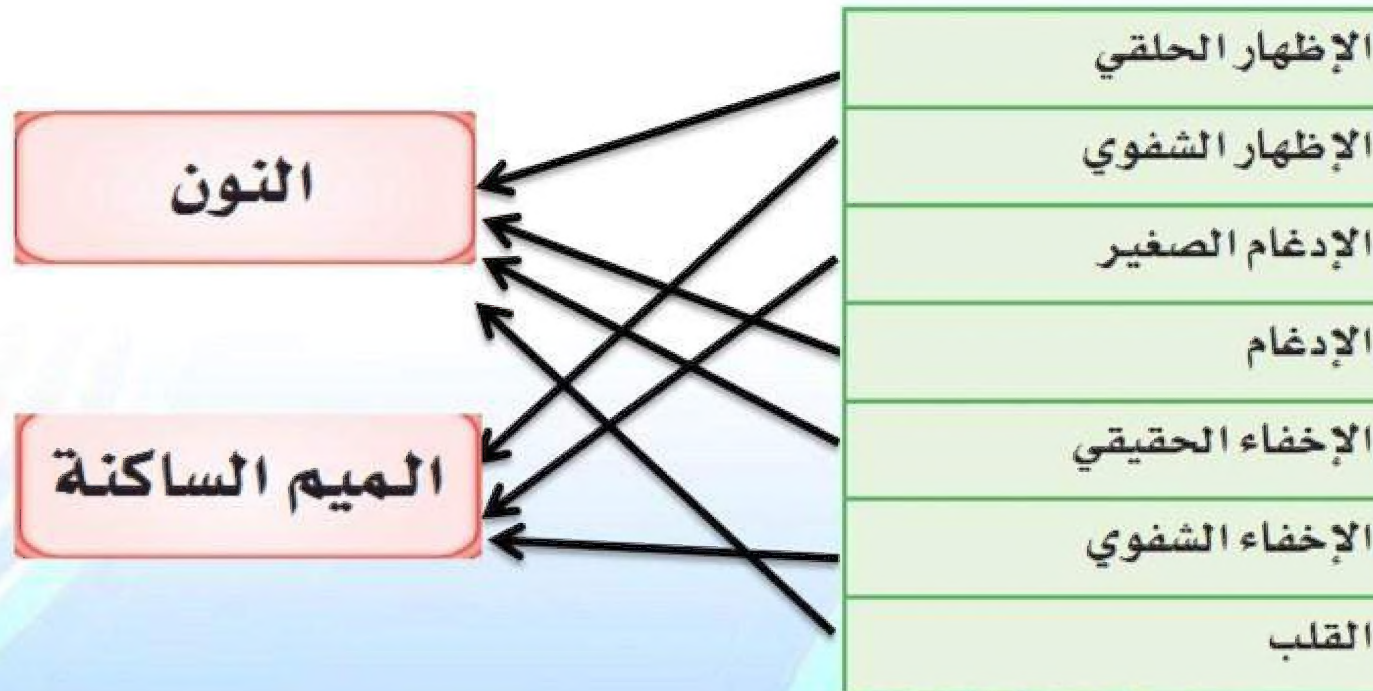 الإظهار الحلقي
الإظهار الشفوي
الإدغام الصغير
الإدغام
الإخفاء الحقيقي
الإخفاء الشفوي
القلب
النون
الميم الساكنة